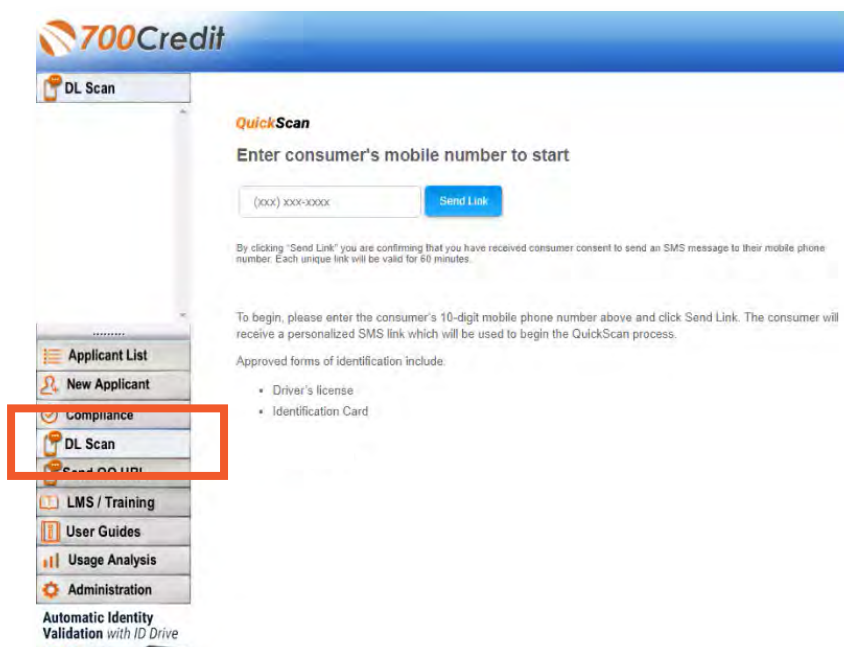 700Credit
DL Scan
QuickScan
Enter consumer's mobile number to start
(xxx) xxx-xxxx
Send Link
By clicking "Send Link" you are confirming that you have received consumer consent to send an SMS message to their mobile phone
number. Each unique link will be valid for 60 minutes.
To begin, please enter the consumer's 10-digit mobile phone number above and click Send Link. The consumer will
receive a personalized SMS link which will be used to begin the QuickScan process.
Approved forms of identification include:
• Driver's license
• Identification Card
Applicant List
New Applicant
Compliance
DL Scan
Send QQ URL
LMS / Training
User Guides
Usage Analysis
Administration
Automatic Identity
Validation with ID Drive